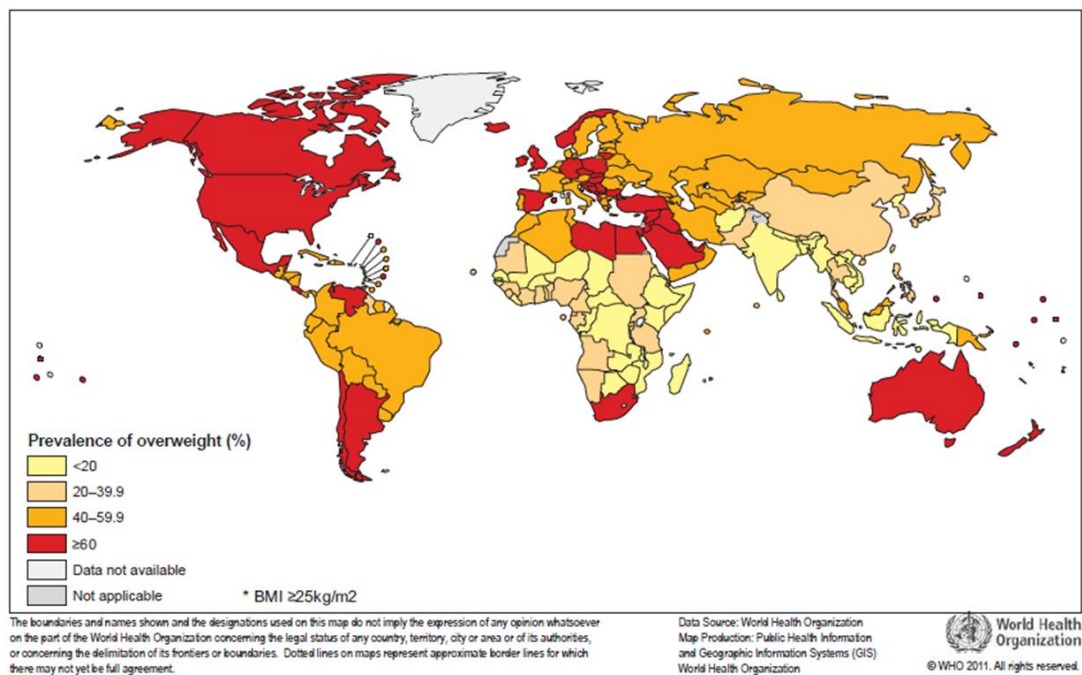 Prevalence of overweight (%)
<20
20–39.9
40–59.9
≥60
Data not available
Not applicable
* BMI ≥25kg/m2
The boundaries and names shown and the designations used on this map do not imply the expression of any opinion whatsoever
on the part of the World Health Organization concerning the legal status of any country, territory, city or area or of its authorities,
or concerning the delimitation of its frontiers or boundaries. Dotted lines on maps represent approximate border lines for which
there may not yet be full agreement.
Data Source: World Health Organization
Map Production: Public Health Information
and Geographic Information Systems (GIS)
World Health Organization
World Health
Organization
© WHO 2011. All rights reserved.